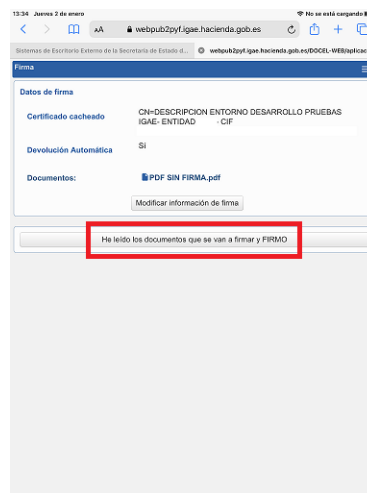 13:34 Jueves 2 de enero
No se está cargando
AA webpub2pyf.igae.hacienda.gob.es
Sistemas de Escritorio Externo de la Secretaría de Estado d...
webpub2pyf.igae.hacienda.gob.es/DOCEL-WEB/aplicac
Firma
Datos de firma
Certificado cacheado
CN=DESCRIPCION ENTORNO DESARROLLO PRUEBAS
IGAE- ENTIDAD - CIF
Devolución Automática
Si
Documentos:
PDF SIN FIRMA.pdf
Modificar información de firma
He leído los documentos que se van a firmar y FIRMO